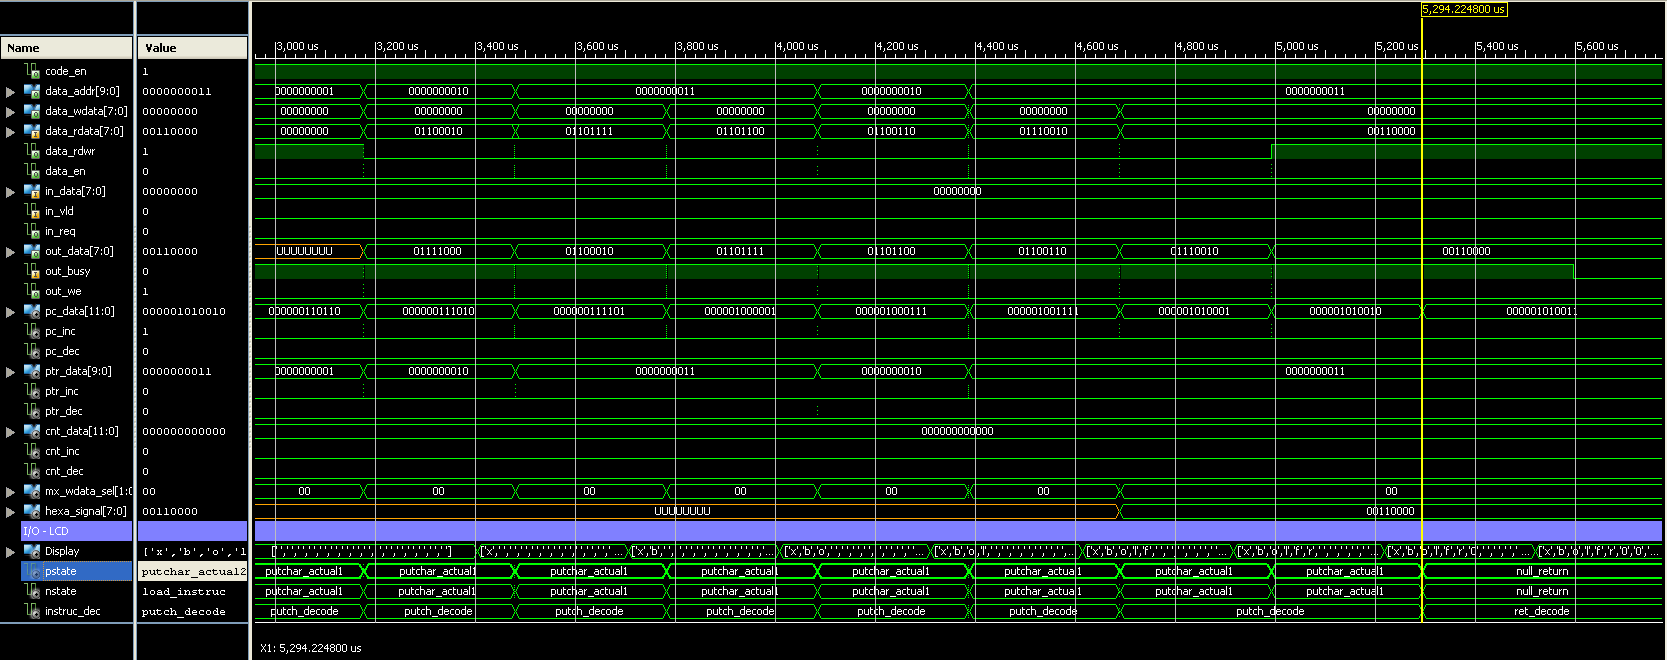 5,294.224800 us
Name Value 3,000 us 3,200 us 3,400 us 3,600 us 3,800 us 4,000 us 4,200 us 4,400 us 4,600 us 4,800 us 5,000 us 5,200 us 5,400 us 5,600 us
code_en 1
data_addr[9:0] 0000000011 0000000001 0000000010 0000000011 0000000010 0000000011
data_wdata[7:0] 00000000 00000000 00000000 00000000 00000000 00000000 00000000 00000000
data_rdata[7:0] 00110000 00000000 01100010 01101111 01101100 01100110 01110010 00110000
data_rdwr 1
data_en 0
in_data[7:0] 00000000 00000000
in_vld 0
in_req 0
out_data[7:0] 00110000 UUUUUUUU 01111000 01100010 01101111 01101100 01100110 01110010 00110000
out_busy 0
out_we 1
pc_data[11:0] 000001010010 000000110110 000000111010 000000111101 000001000001 000001000111 000001001111 000001010001 000001010010 000001010011
pc_inc 1
pc_dec 0
ptr_data[9:0] 0000000011 0000000001 0000000010 0000000011 0000000010 0000000011
ptr_inc 0
ptr_dec 0
cnt_data[11:0] 000000000000 000000000000
cnt_inc 0
cnt_dec 0
mx_wdata_sel[1:0 00 00 00 00 00 00 00 00
hexa_signal[7:0] 00110000 UUUUUUUU 00110000
I/O - LCD
Display ['x','b','o','l
pstate putchar_actual2 putchar_actual1 putchar_actual1 putchar_actual1 putchar_actual1 putchar_actual1 putchar_actual1 putchar_actual1 putchar_actual1 null_return
nstate load_instruc putchar_actual1 putchar_actual1 putchar_actual1 putchar_actual1 putchar_actual1 putchar_actual1 putchar_actual1 putchar_actual1 null_return
instruc_dec putch_decode putch_decode putch_decode putch_decode putch_decode putch_decode putch_decode putch_decode ret_decode
X1: 5,294.224800 us